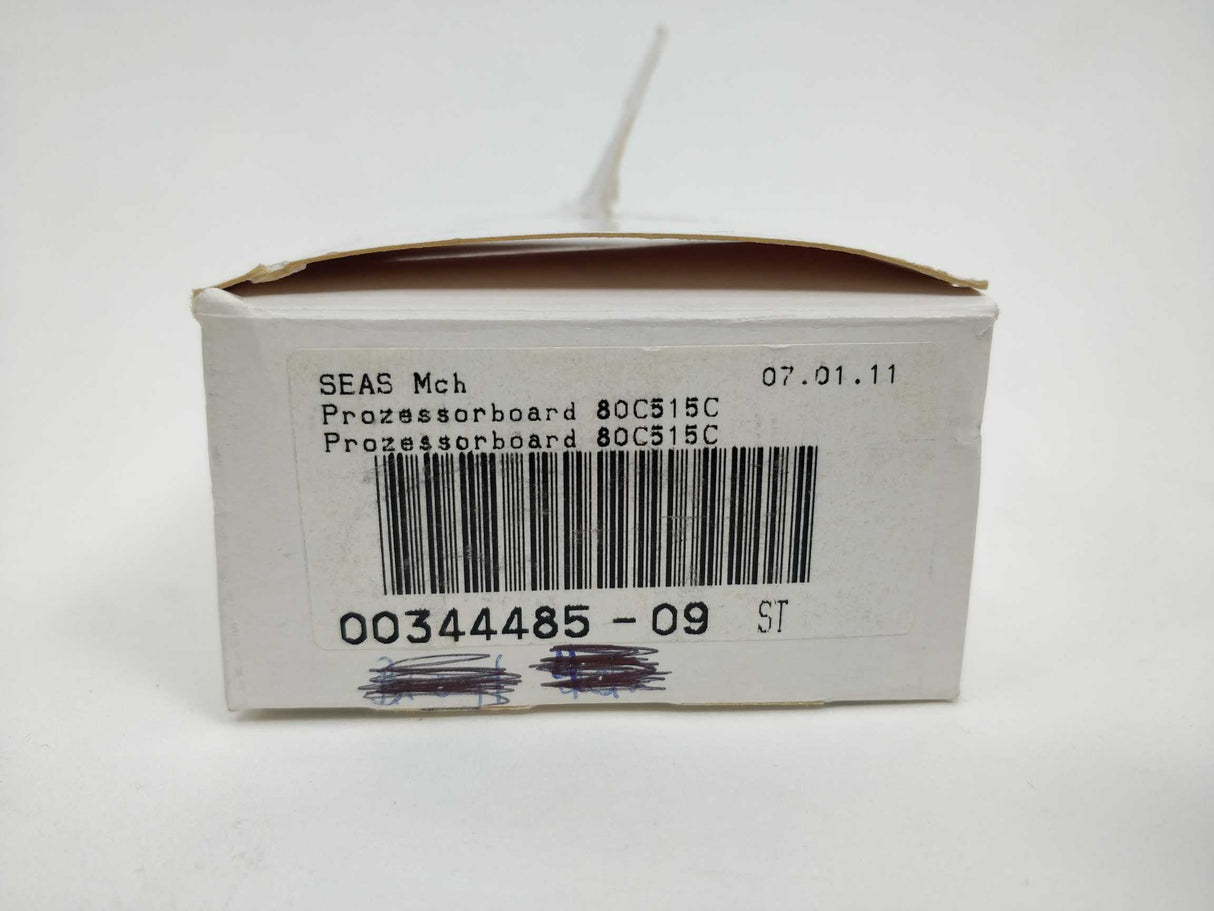 SEAS Mch 07.01.11
Prozessorboard 80C515C
Prozessorboard 80C515C
00344485 - 09 ST